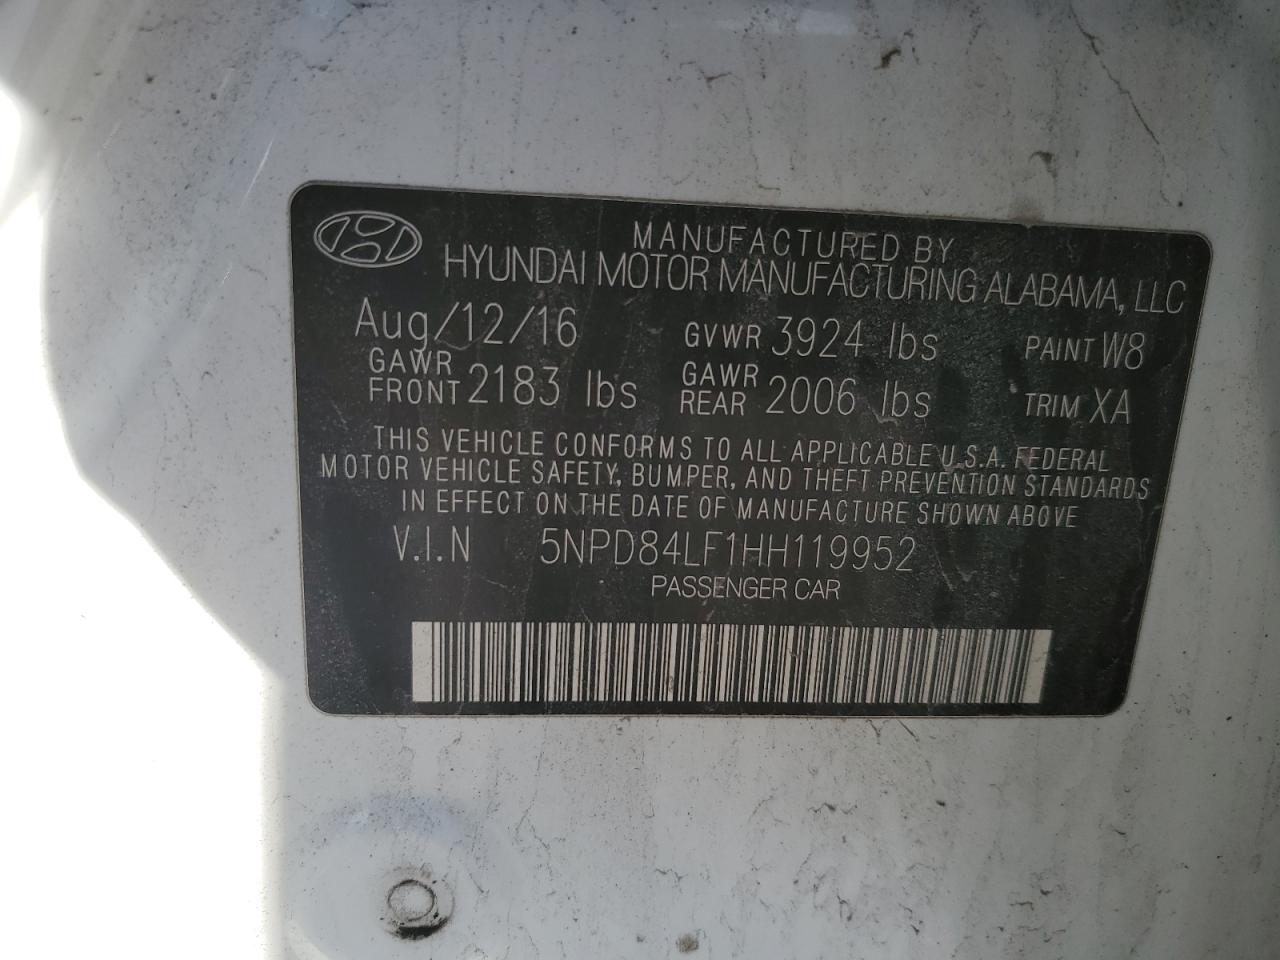 MANUFACTURED BY
HYUNDAI MOTOR MANUFACTURING ALABAMA, LLC
Aug/12/16 GVWR 3924 lbs PAINT W8
GAWR FRONT 2183 lbs GAWR REAR 2006 lbs TRIM XA
THIS VEHICLE CONFORMS TO ALL APPLICABLE U.S.A. FEDERAL
MOTOR VEHICLE SAFETY, BUMPER, AND THEFT PREVENTION STANDARDS
IN EFFECT ON THE DATE OF MANUFACTURE SHOWN ABOVE
V.I.N 5NPD84LF1HH119952
PASSENGER CAR